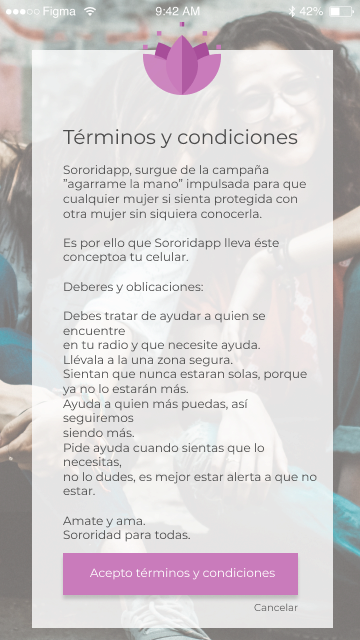 Figma 9:42 AM 42%
Términos y condiciones
Sororidapp, surge de la campaña
"agarrame la mano" impulsada para que
cualquier mujer si sienta protegida con
otra mujer sin siquiera conocerla.
Es por ello que Sororidapp lleva éste
conceptoa tu celular.
Deberes y oblicaciones:
Debes tratar de ayudar a quien se
encuentre
en tu radio y que necesite ayuda.
Llévala a la una zona segura.
Sientan que nunca estaran solas, porque
ya no lo estarán más.
Ayuda a quien más puedas, así
seguiremos
siendo más.
Pide ayuda cuando sientas que lo
necesitas,
no lo dudes, es mejor estar alerta a que no
estar.
Amate y ama.
Sororidad para todas.
Acepto términos y condiciones
Cancelar